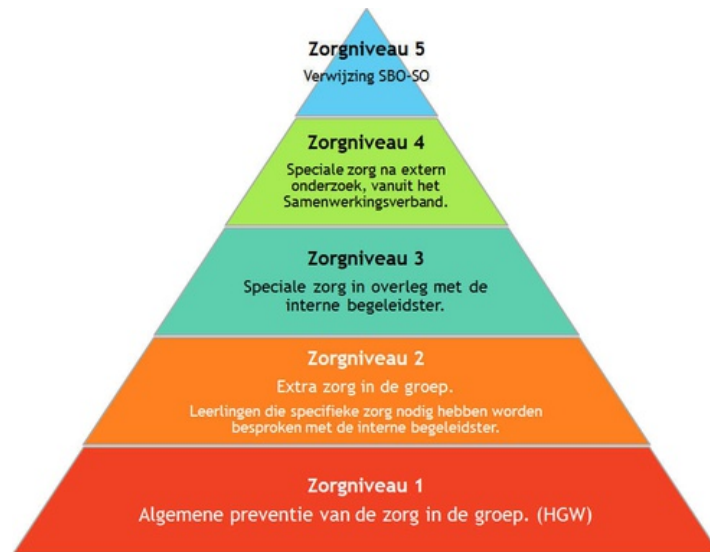 Zorgniveau 5
Verwijzing SBO-SO
Zorgniveau 4
Speciale zorg na extern
onderzoek, vanuit het
Samenwerkingsverband.
Zorgniveau 3
Speciale zorg in overleg met de
interne begeleidster.
Zorgniveau 2
Extra zorg in de groep.
Leerlingen die specifieke zorg nodig hebben worden
besproken met de interne begeleidster.
Zorgniveau 1
Algemene preventie van de zorg in de groep. (HGW)